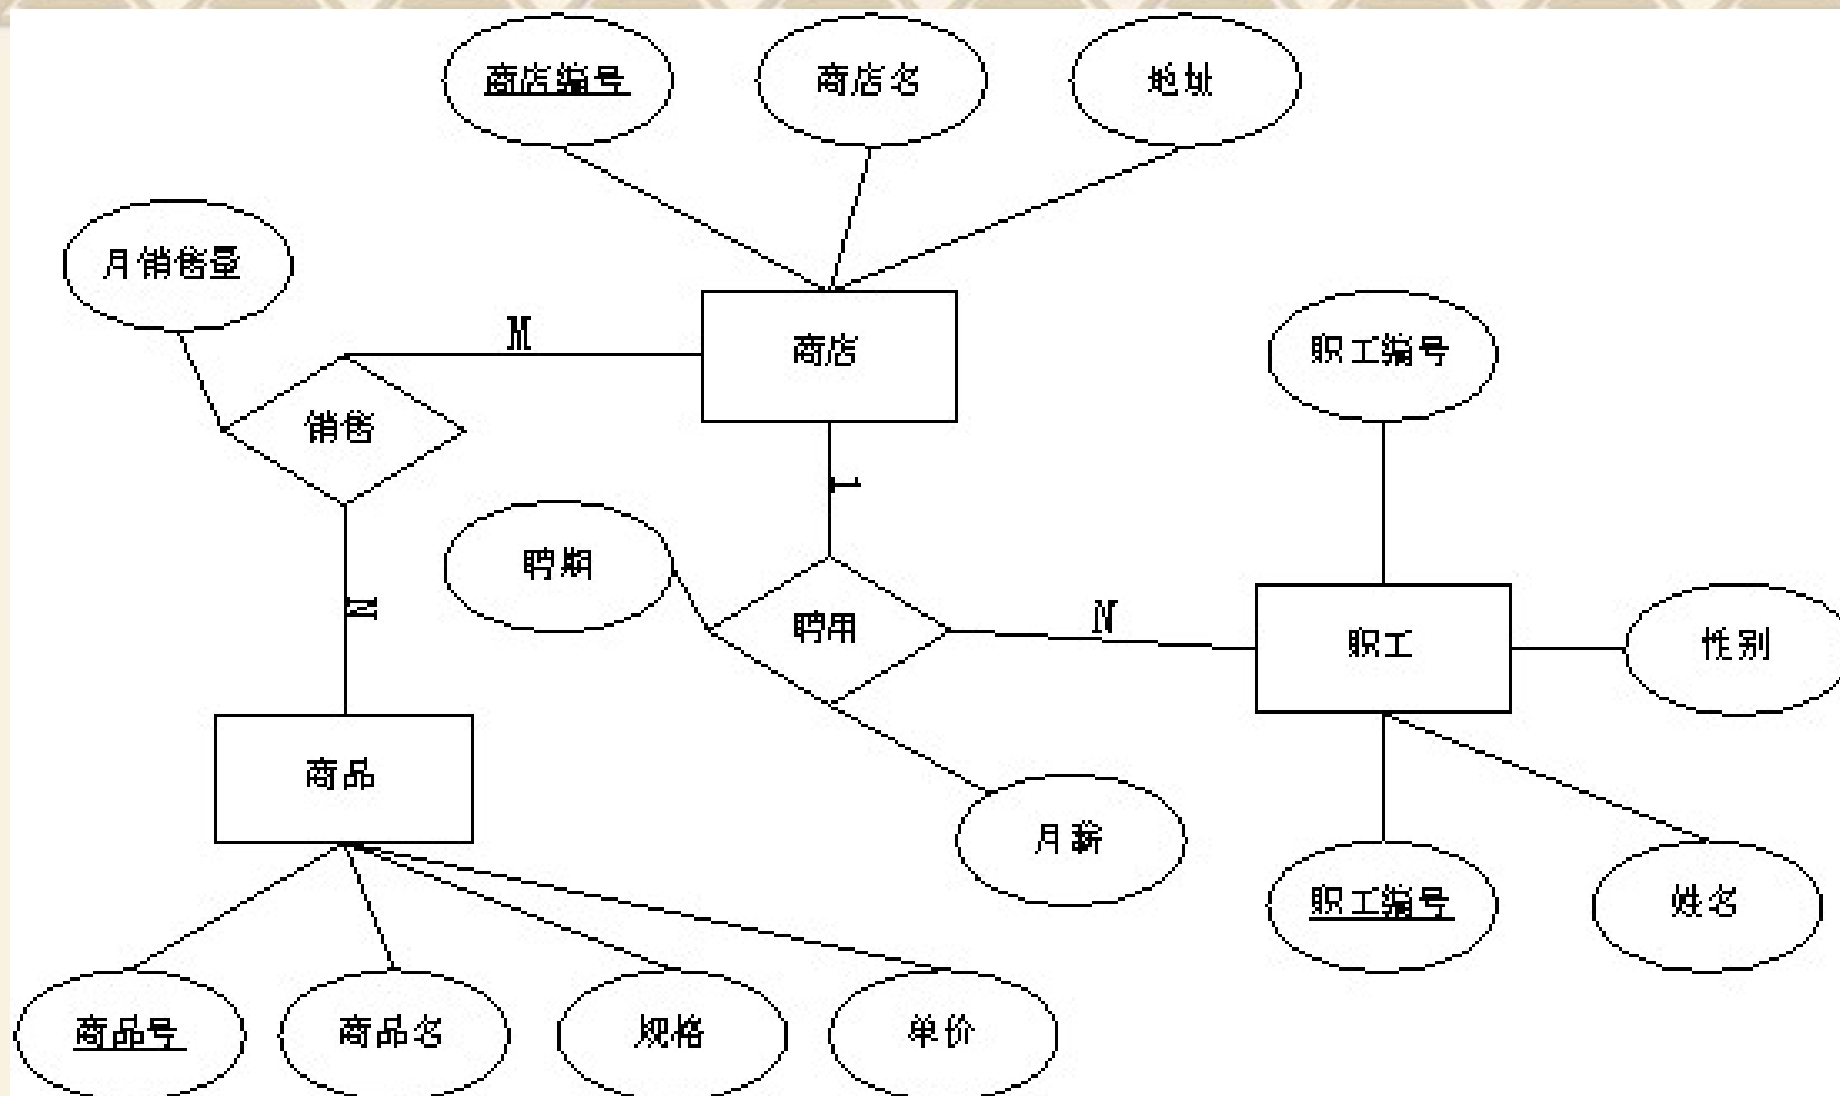 商店编号
商店名
地址
月销售量
M
商店
职工编号
销售
1
聘期
N
聘用
N
职工
性别
商品
月薪
职工编号
姓名
商品号
商品名
规格
单价